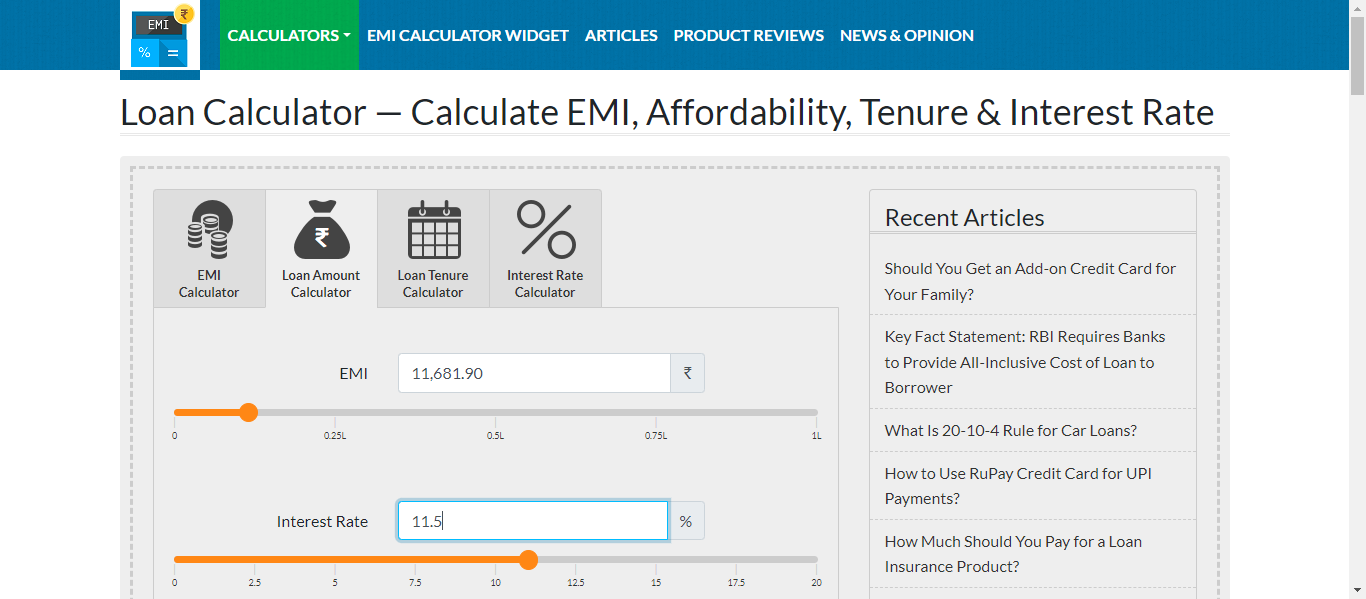 EMI ₹
% =
CALCULATORS
EMI CALCULATOR WIDGET
ARTICLES
PRODUCT REVIEWS
NEWS & OPINION
Loan Calculator — Calculate EMI, Affordability, Tenure & Interest Rate
EMI
Calculator
₹
Loan Amount
Calculator
Loan Tenure
Calculator
Interest Rate
Calculator
EMI 11,681.90 ₹
0 0.25L 0.5L 0.75L 1L
Interest Rate 11.5 %
0 2.5 5 7.5 10 12.5 15 17.5 20
Recent Articles
Should You Get an Add-on Credit Card for
Your Family?
Key Fact Statement: RBI Requires Banks
to Provide All-Inclusive Cost of Loan to
Borrower
What Is 20-10-4 Rule for Car Loans?
How to Use RuPay Credit Card for UPI
Payments?
How Much Should You Pay for a Loan
Insurance Product?